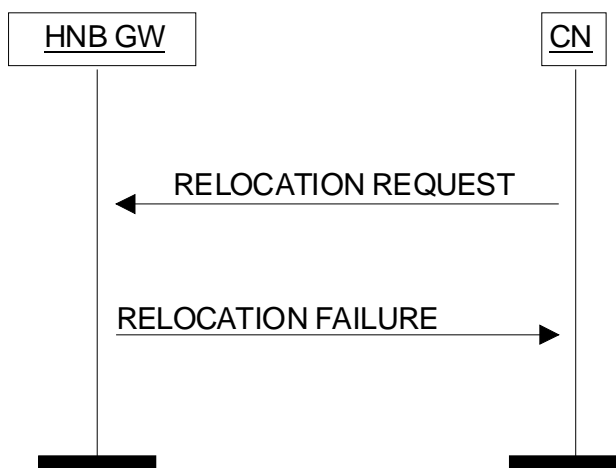 HNB GW
CN
RELOCATION REQUEST
RELOCATION FAILURE